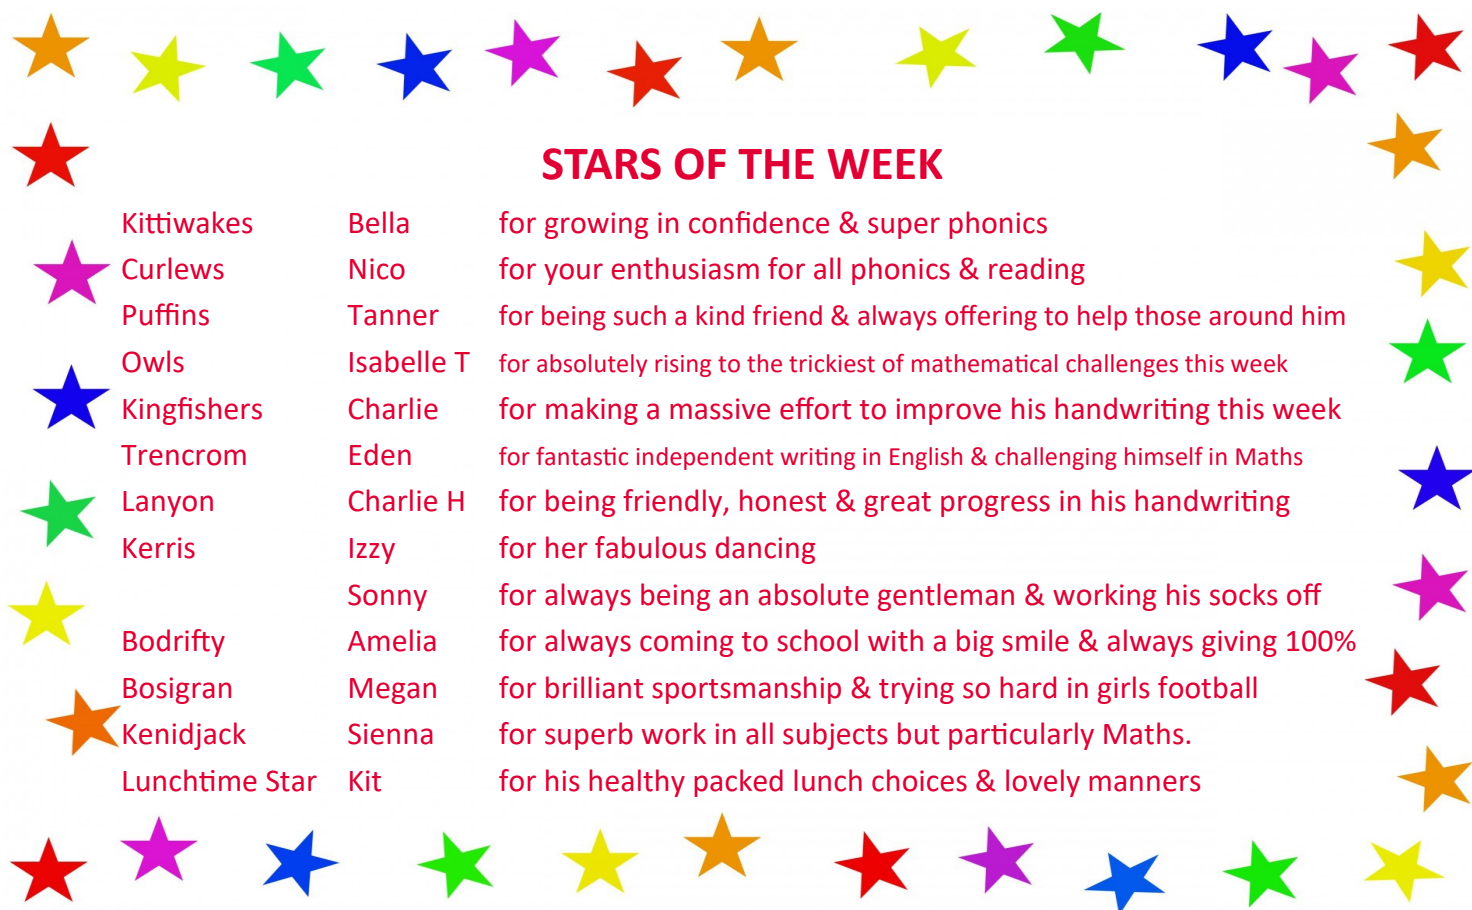 STARS OF THE WEEK
Kittiwakes Bella for growing in confidence & super phonics
Curlews Nico for your enthusiasm for all phonics & reading
Puffins Tanner for being such a kind friend & always offering to help those around him
Owls Isabelle T for absolutely rising to the trickiest of mathematical challenges this week
Kingfishers Charlie for making a massive effort to improve his handwriting this week
Trencrom Eden for fantastic independent writing in English & challenging himself in Maths
Lanyon Charlie H for being friendly, honest & great progress in his handwriting
Kerris Izzy for her fabulous dancing
Sonny for always being an absolute gentleman & working his socks off
Bodrifty Amelia for always coming to school with a big smile & always giving 100%
Bosigran Megan for brilliant sportsmanship & trying so hard in girls football
Kenidjack Sienna for superb work in all subjects but particularly Maths.
Lunchtime Star Kit for his healthy packed lunch choices & lovely manners